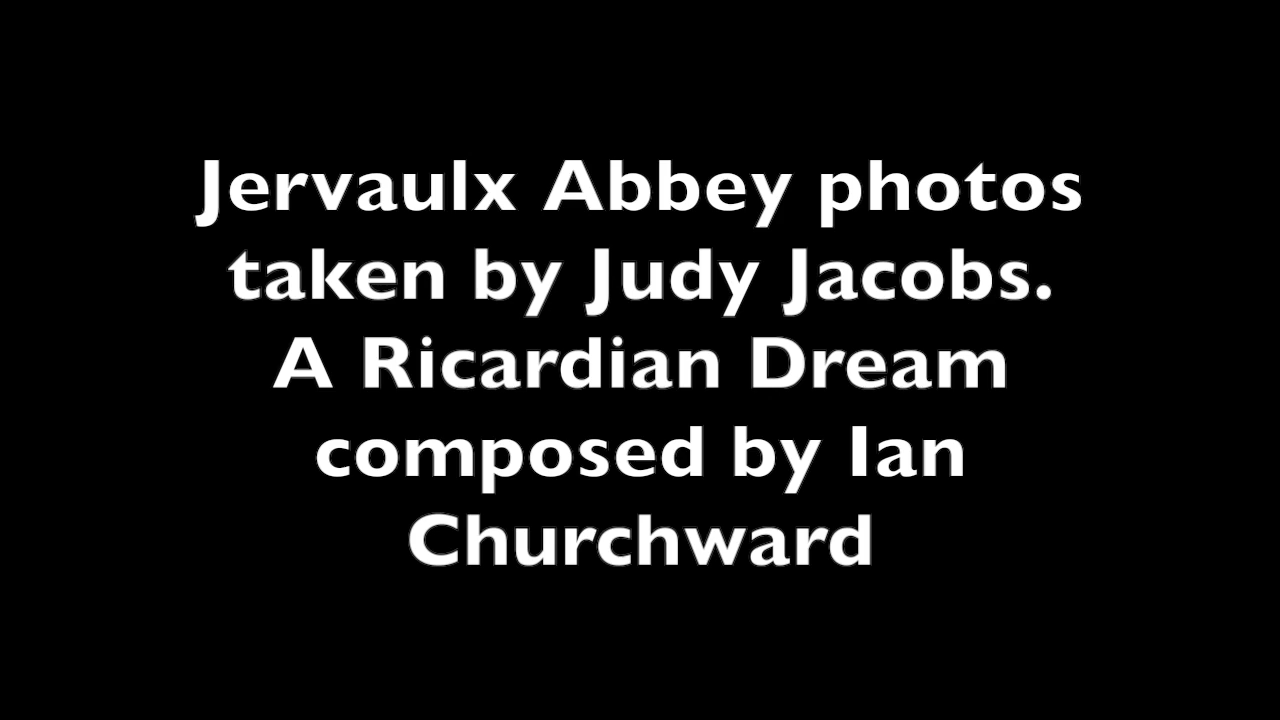 Jervaulx Abbey photos
taken by Judy Jacobs.
A Ricardian Dream
composed by Ian
Churchward